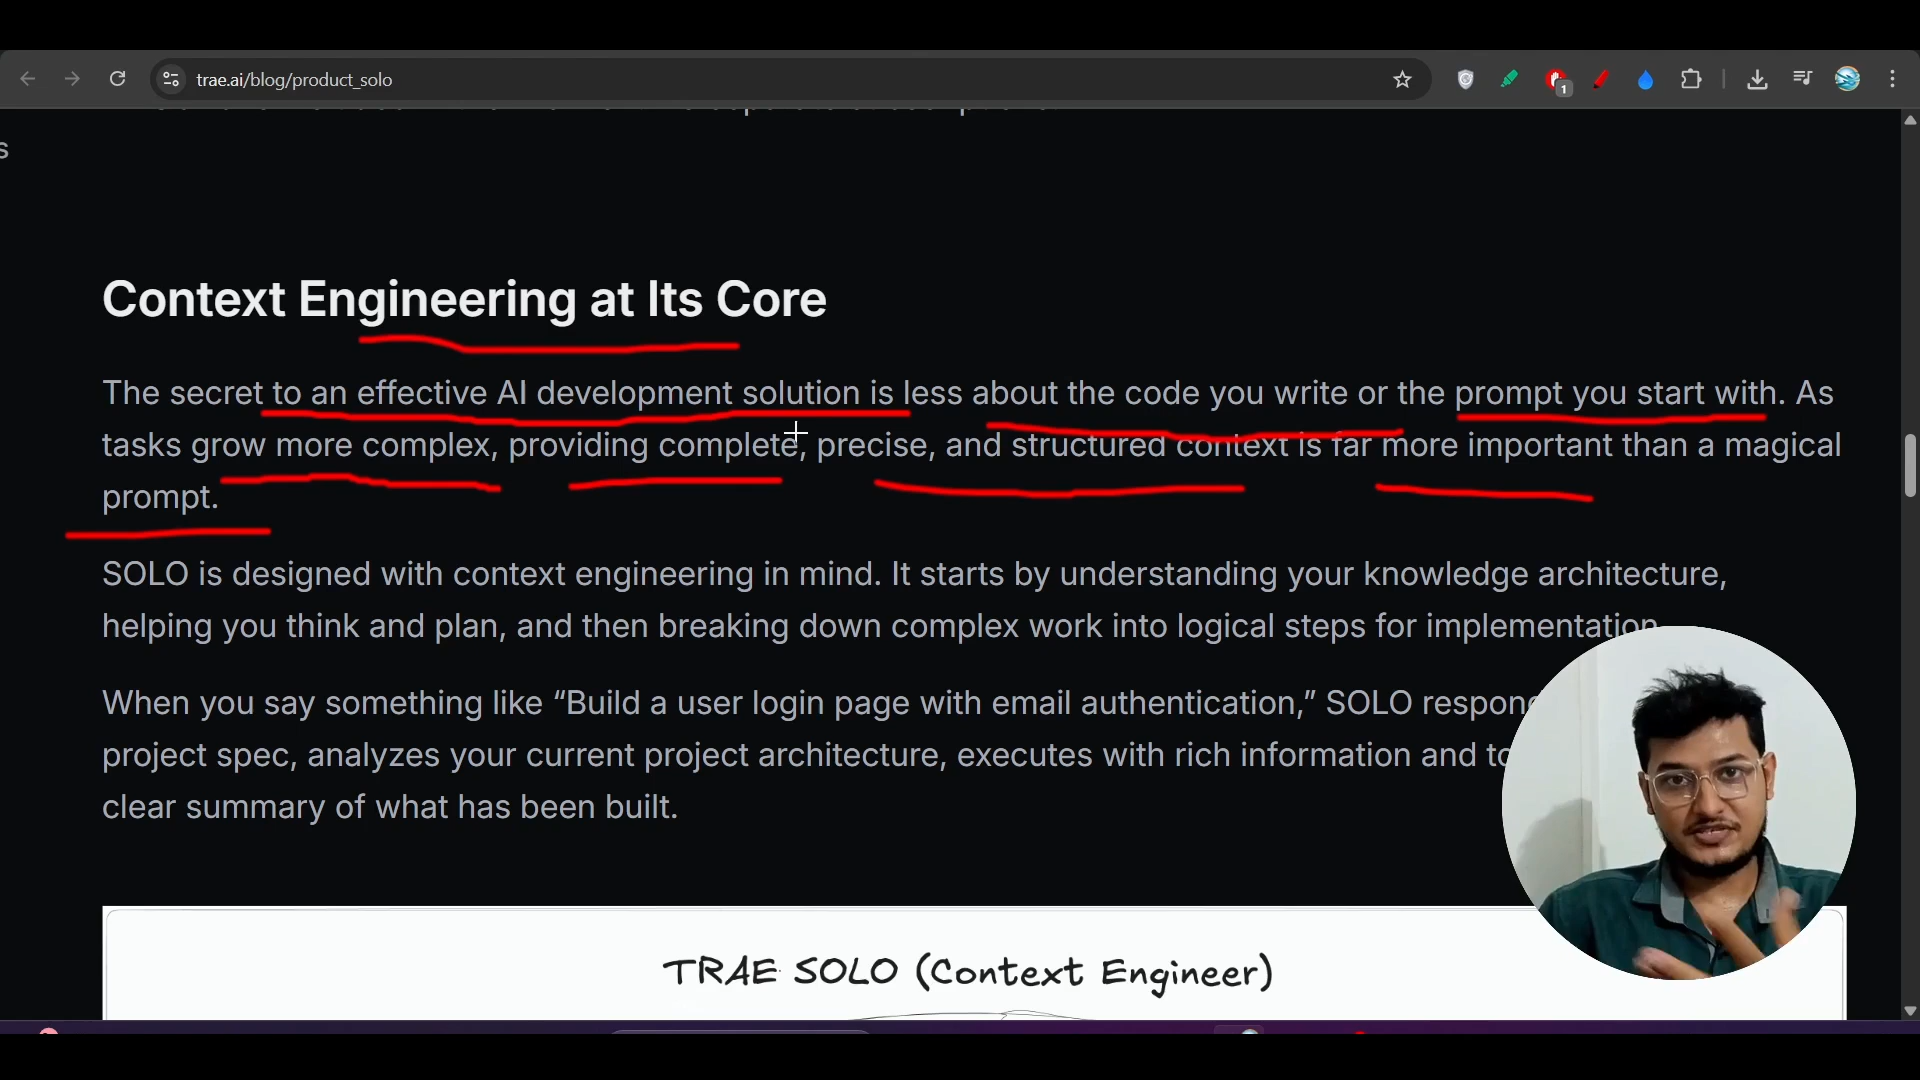 trae.ai/blog/product_solo
1
s
Context Engineering at Its Core
The secret to an effective AI development solution is less about the code you write or the prompt you start with. As
tasks grow more complex, providing complete, precise, and structured context is far more important than a magical
prompt.
SOLO is designed with context engineering in mind. It starts by understanding your knowledge architecture,
helping you think and plan, and then breaking down complex work into logical steps for implementation
When you say something like “Build a user login page with email authentication,” SOLO
project spec, analyzes your current project architecture, executes with rich information and
clear summary of what has been built.
TRAE SOLO (Context Engineer)